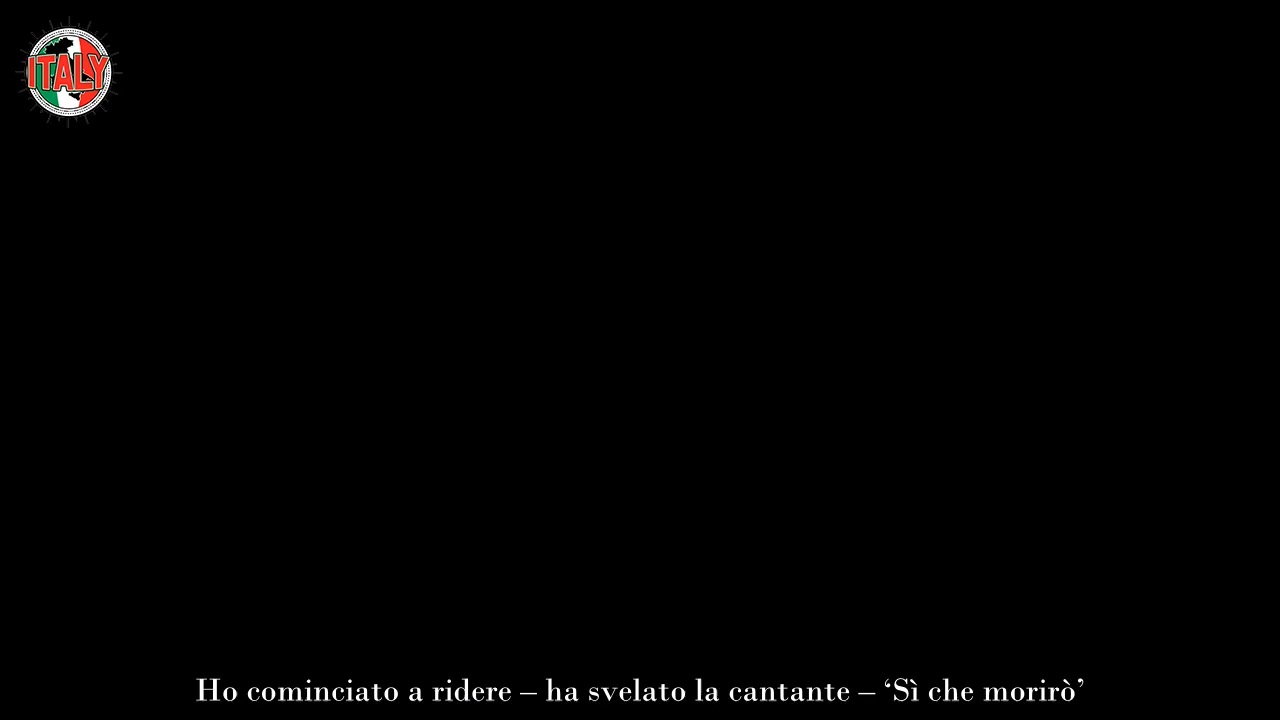 ITALY
Ho cominciato a ridere – ha svelato la cantante – ‘Sì che morirò’